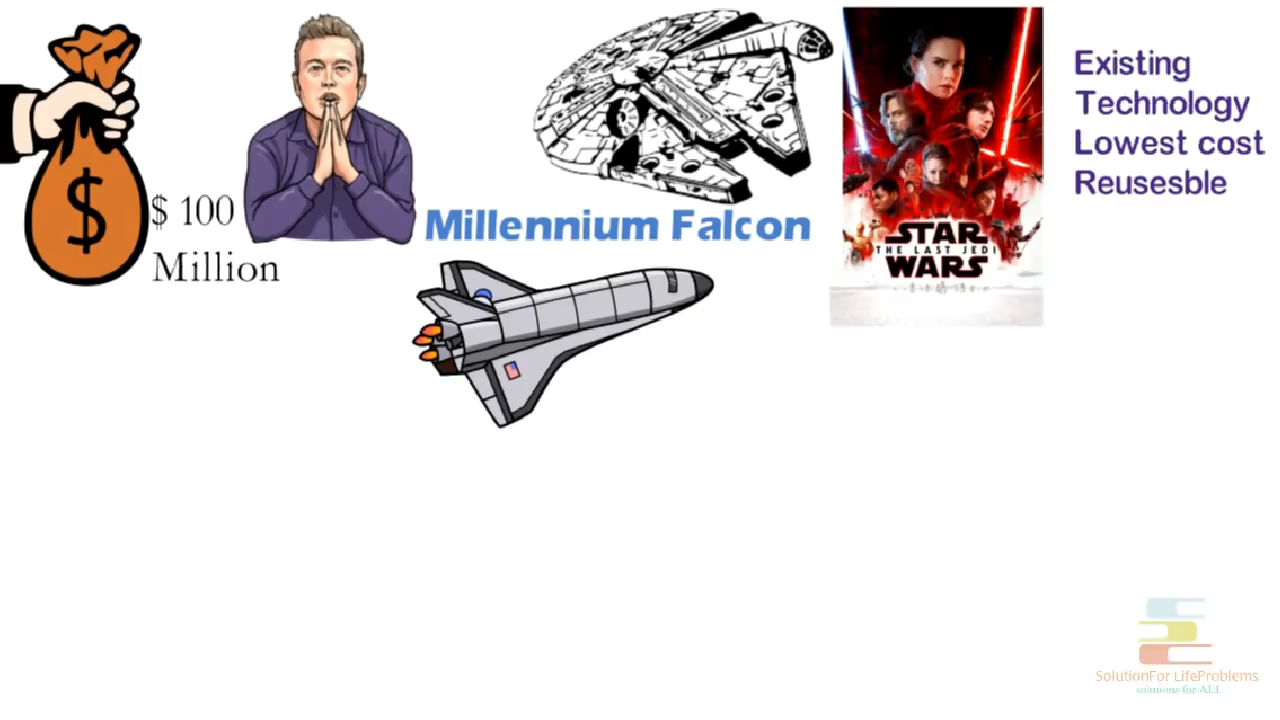 $
$ 100
Million
Millennium Falcon
STAR
THE LAST JEDI
WARS
Existing
Technology
Lowest cost
Reusesble
SolutionFor LifeProblems
solutions for ALL